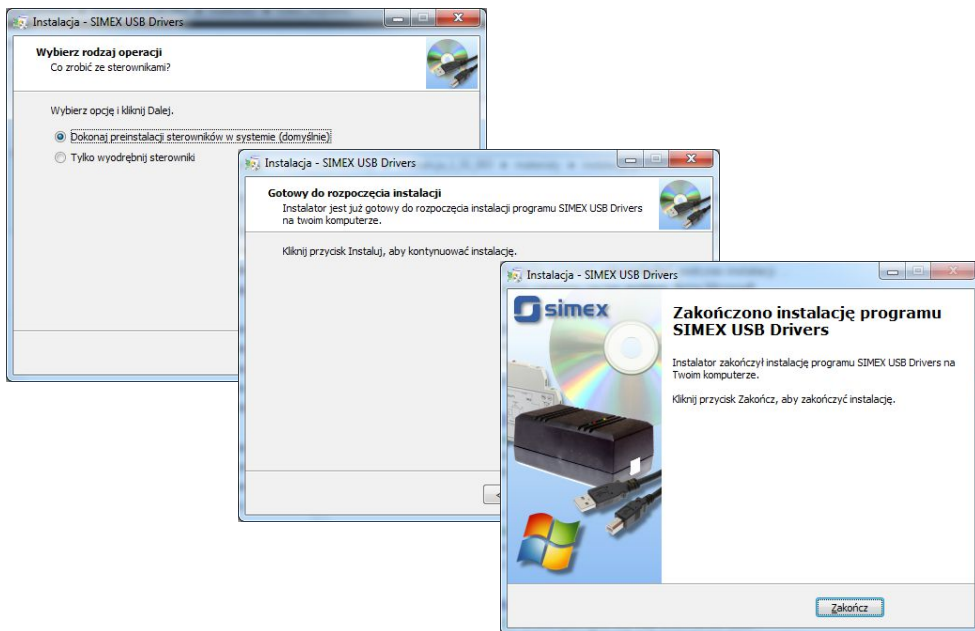 Instalacja - SIMEX USB Drivers
Wybierz rodzaj operacji
Co zrobić ze sterownikami?
Wybierz opcję i kliknij Dalej.
Dokonaj preinstalacji sterowników w systemie (domyślnie)
Tylko wyodrębnij sterowniki
Instalacja - SIMEX USB Drivers
Gotowy do rozpoczęcia instalacji
Instalator jest już gotowy do rozpoczęcia instalacji programu SIMEX USB Drivers
na twoim komputerze.
Kliknij przycisk Instaluj, aby kontynuować instalację.
<
Instalacja - SIMEX USB Drivers
simex
Zakończono instalację programu
SIMEX USB Drivers
Instalator zakończył instalację programu SIMEX USB Drivers na
Twoim komputerze.
Kliknij przycisk Zakończ, aby zakończyć instalację.
Zakończ